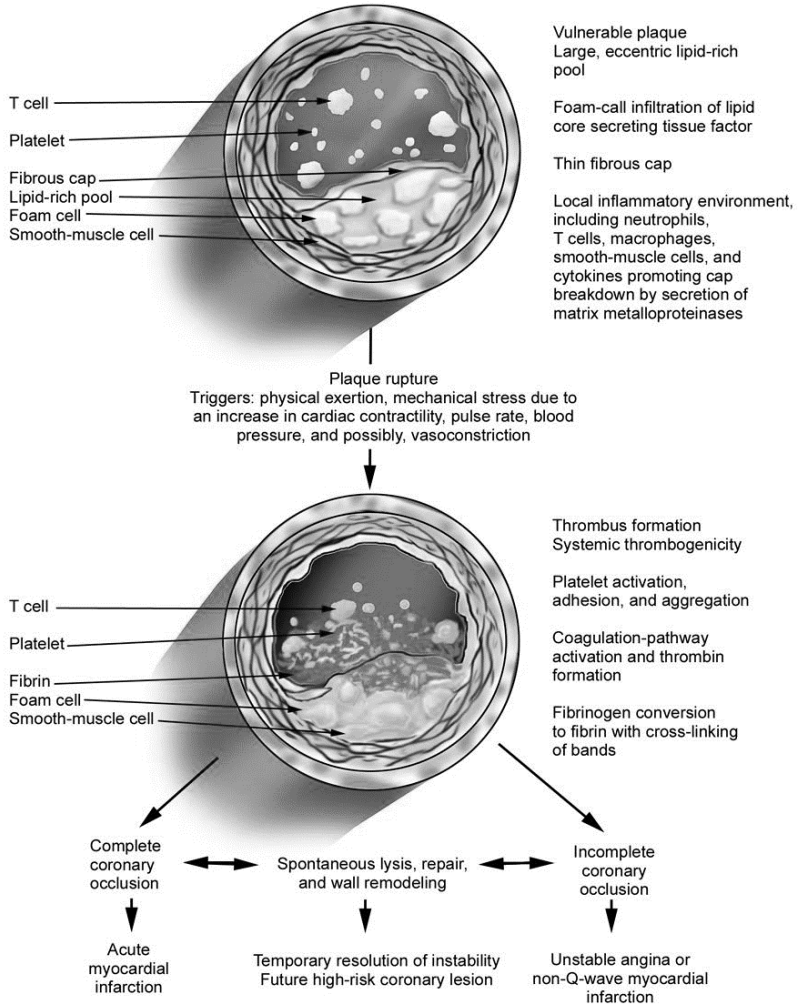 Vulnerable plaque
Large, eccentric lipid-rich
pool
Foam-call infiltration of lipid
core secreting tissue factor
Thin fibrous cap
Local inflammatory environment,
including neutrophils,
T cells, macrophages,
smooth-muscle cells, and
cytokines promoting cap
breakdown by secretion of
matrix metalloproteinases
T cell
Platelet
Fibrous cap
Lipid-rich pool
Foam cell
Smooth-muscle cell
Plaque rupture
Triggers: physical exertion, mechanical stress due to
an increase in cardiac contractility, pulse rate, blood
pressure, and possibly, vasoconstriction
Thrombus formation
Systemic thrombogenicity
Platelet activation,
adhesion, and aggregation
Coagulation-pathway
activation and thrombin
formation
Fibrinogen conversion
to fibrin with cross-linking
of bands
T cell
Platelet
Fibrin
Foam cell
Smooth-muscle cell
Complete
coronary
occlusion
Spontaneous lysis, repair,
and wall remodeling
Incomplete
coronary
occlusion
Acute
myocardial
infarction
Temporary resolution of instability
Future high-risk coronary lesion
Unstable angina or
non-Q-wave myocardial
infarction